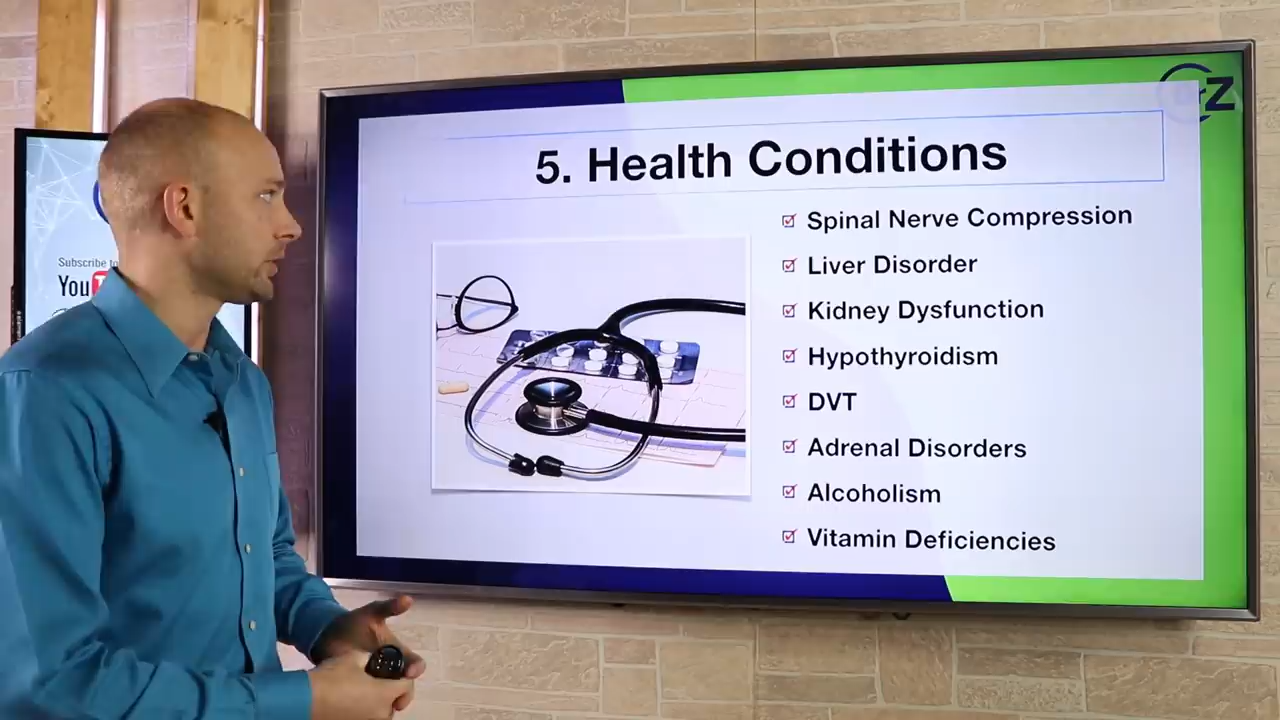 5. Health Conditions
Spinal Nerve Compression
Liver Disorder
Kidney Dysfunction
Hypothyroidism
DVT
Adrenal Disorders
Alcoholism
Vitamin Deficiencies
Subscribe to